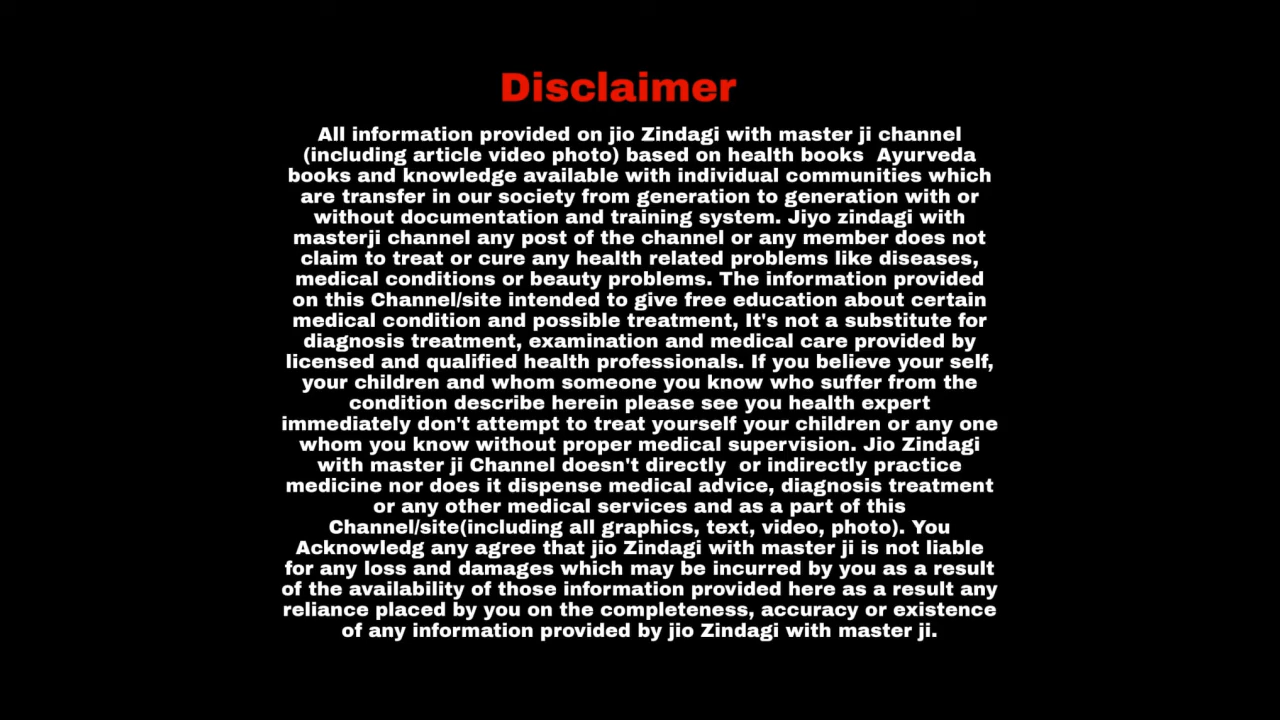 Disclaimer
All information provided on jio Zindagi with master ji channel
(including article video photo) based on health books  Ayurveda
books and knowledge available with individual communities which
are transfer in our society from generation to generation with or
without documentation and training system. Jiyo zindagi with
masterji channel any post of the channel or any member does not
claim to treat or cure any health related problems like diseases,
medical conditions or beauty problems. The information provided
on this Channel/site intended to give free education about certain
medical condition and possible treatment, It's not a substitute for
diagnosis treatment, examination and medical care provided by
licensed and qualified health professionals. If you believe your self,
your children and whom someone you know who suffer from the
condition describe herein please see you health expert
immediately don't attempt to treat yourself your children or any one
whom you know without proper medical supervision. Jio Zindagi
with master ji Channel doesn't directly  or indirectly practice
medicine nor does it dispense medical advice, diagnosis treatment
or any other medical services and as a part of this
Channel/site(including all graphics, text, video, photo). You
Acknowledg any agree that jio Zindagi with master ji is not liable
for any loss and damages which may be incurred by you as a result
of the availability of those information provided here as a result any
reliance placed by you on the completeness, accuracy or existence
of any information provided by jio Zindagi with master ji.